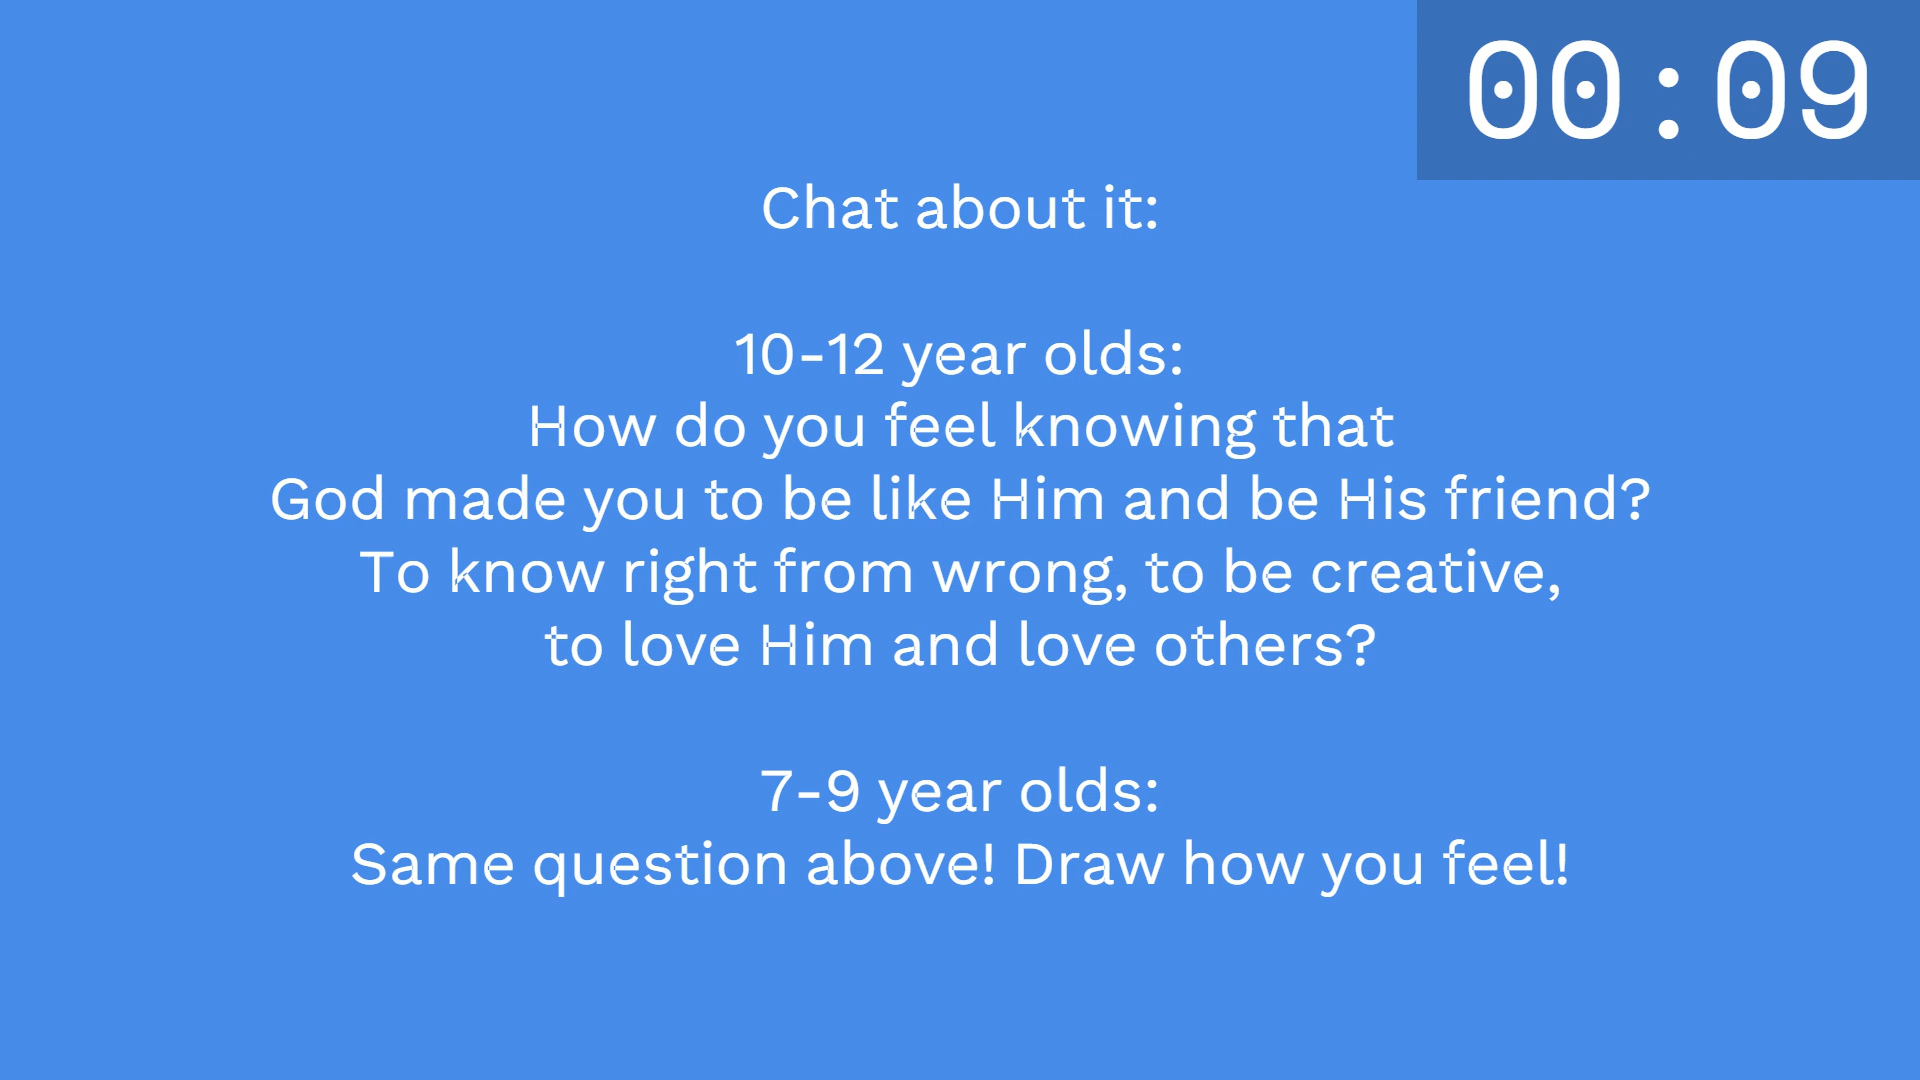 00:09
Chat about it:
10-12 year olds:
How do you feel knowing that
God made you to be like Him and be His friend?
To know right from wrong, to be creative,
to love Him and love others?
7-9 year olds:
Same question above! Draw how you feel!